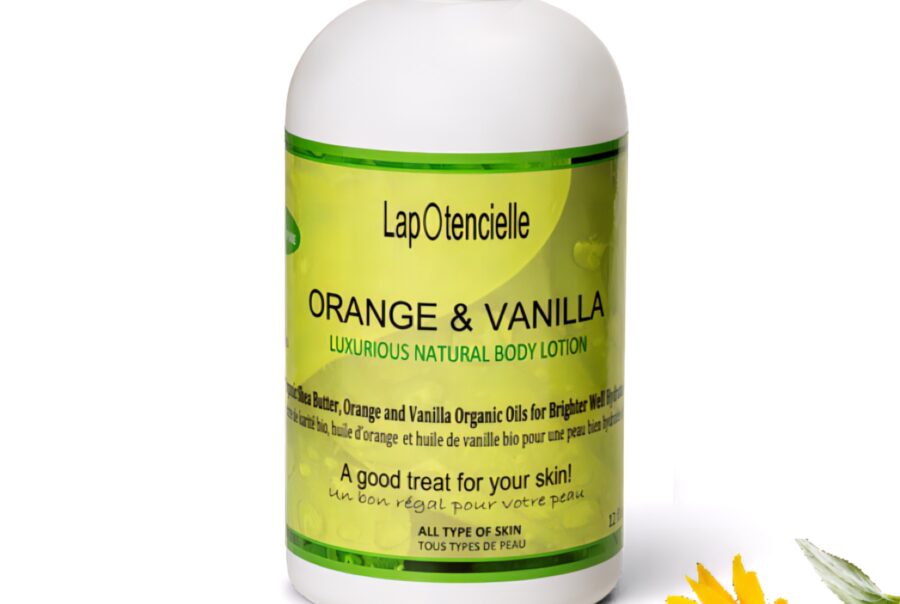 LapOtencielle
ORANGE & VANILLA
LUXURIOUS NATURAL BODY LOTION
Shea Butter, Orange and Vanilla Organic Oils for Brighter Well
de karité bio, huile d'orange et huile de vanille bio pour une peau bien
A good treat for your skin!
un bon régal pour votre peau
ALL TYPE OF SKIN
TOUS TYPES DE PEAU
12